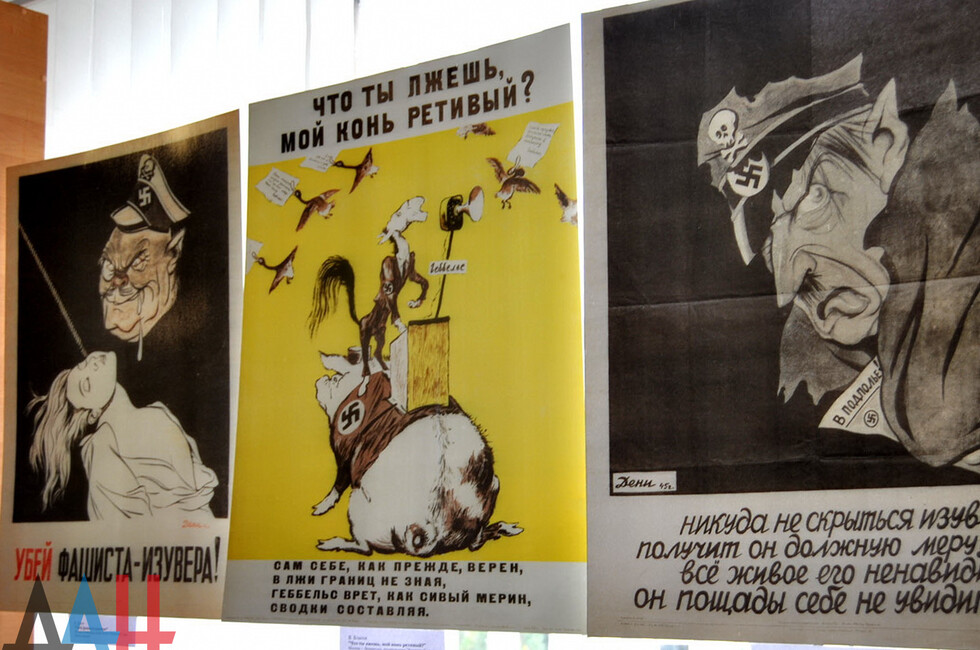 УБЕЙ ФАШИСТА-ИЗУВЕРА!
ЧТО ТЫ ЛЖЕШЬ,
МОЙ КОНЬ РЕТИВЫЙ?
Геббельс
САМ СЕБЕ, КАК ПРЕЖДЕ, ВЕРЕН,
В ЛЖИ ГРАНИЦ НЕ ЗНАЯ,
ГЕББЕЛЬС ВРЕТ, КАК СИВЫЙ МЕРИН,
СВОДКИ СОСТАВЛЯЯ.
В ПОДПОЛЬЕ!
Дени 45г.
НИКУДА НЕ СКРЫТЬСЯ ИЗУВ
ПОЛУЧИТ ОН ДОЛЖНУЮ МЕРУ,
ВСЁ ЖИВОЕ ЕГО НЕНАВИД
ОН ПОЩАДЫ СЕБЕ НЕ УВИДИ
ДАН